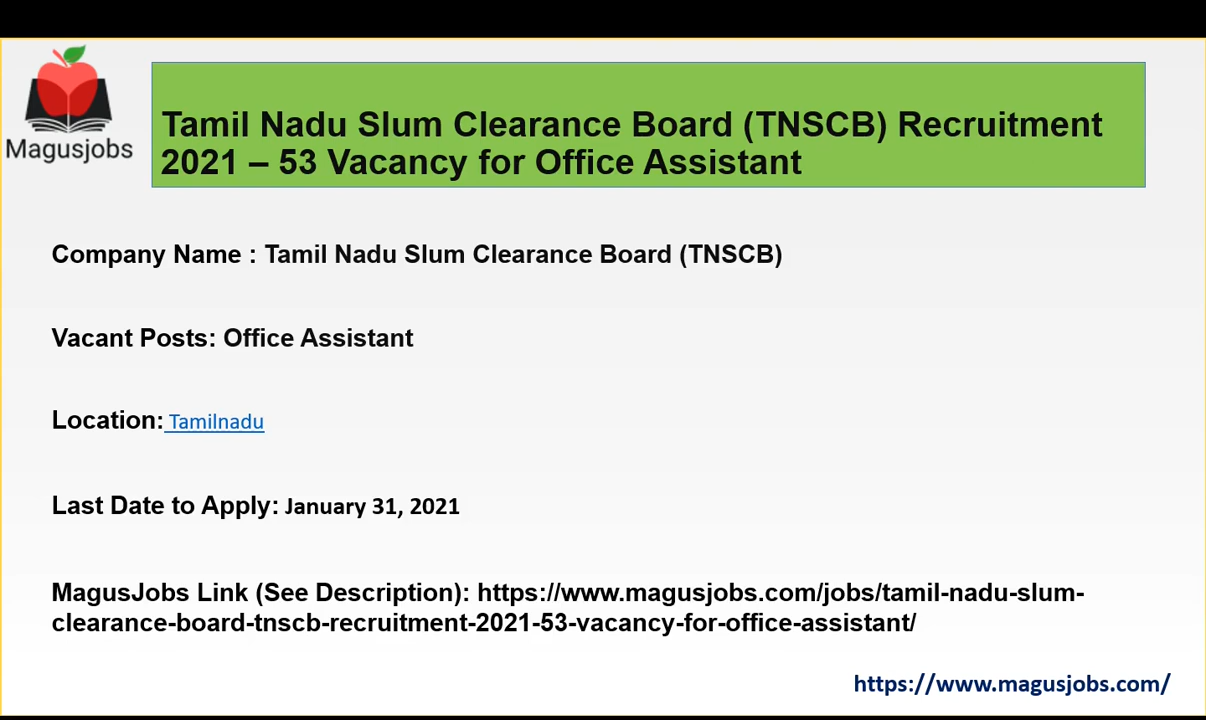 Magusjobs
Tamil Nadu Slum Clearance Board (TNSCB) Recruitment
2021 – 53 Vacancy for Office Assistant
Company Name : Tamil Nadu Slum Clearance Board (TNSCB)
Vacant Posts: Office Assistant
Location: Tamilnadu
Last Date to Apply: January 31, 2021
MagusJobs Link (See Description): https://www.magusjobs.com/jobs/tamil-nadu-slum-
clearance-board-tnscb-recruitment-2021-53-vacancy-for-office-assistant/
https://www.magusjobs.com/